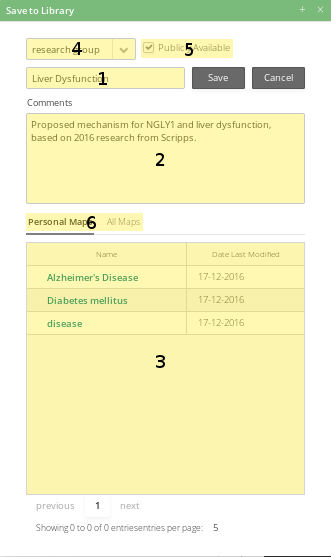 Save to Library + ×
research group 4
Publicly Available 5
Liver Dysfunction 1
Save
Cancel
Comments
Proposed mechanism for NGLY1 and liver dysfunction,
based on 2016 research from Scripps.
2
Personal Maps 6 All Maps
Name Date Last Modified
Alzheimer's Disease 17-12-2016
Diabetes mellitus 17-12-2016
disease 17-12-2016
3
previous 1 next
Showing 0 to 0 of 0 entriesentries per page: 5